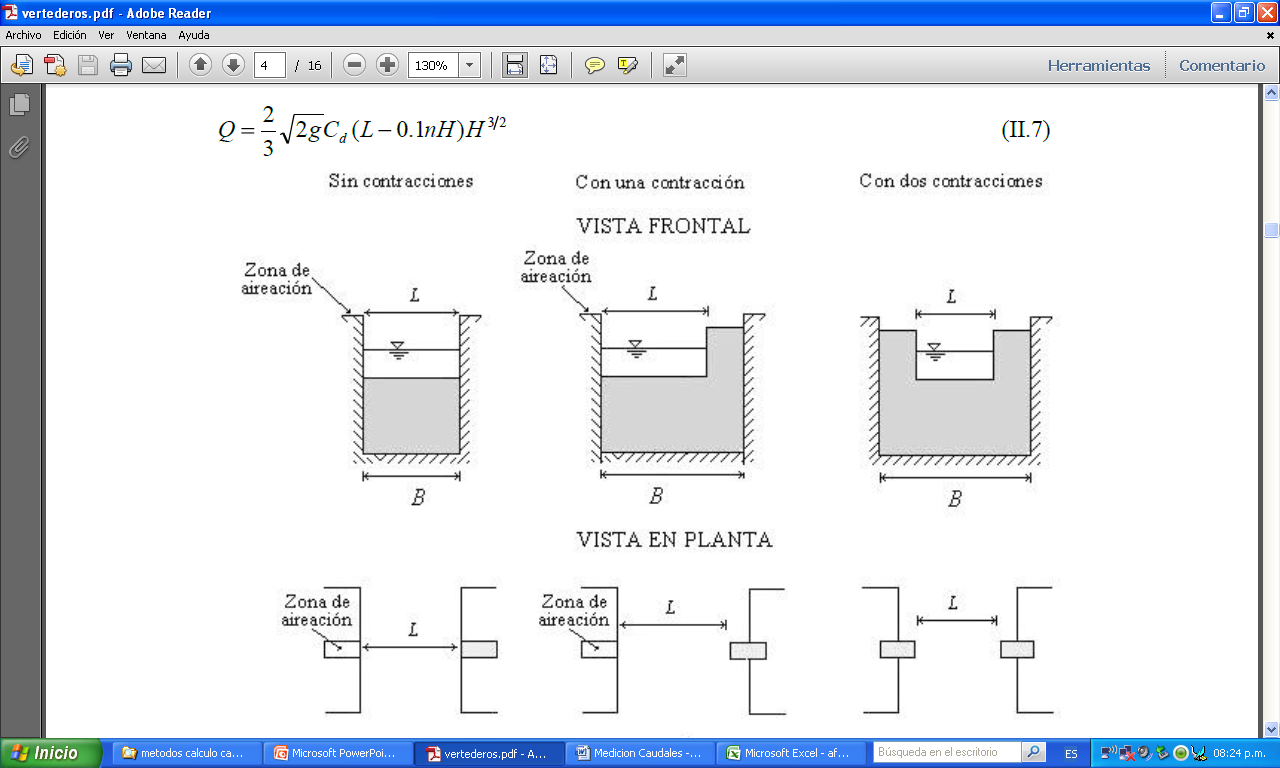 vertederos.pdf - Adobe Reader
Archivo Edición Ver Ventana Ayuda
4 / 16 130% Herramientas Comentario
Q = 2/3 √2g C_d (L − 0.1nH) H^3/2 (II.7)
Sin contracciones Con una contracción Con dos contracciones
VISTA FRONTAL
Zona de
aireación
L
B
Zona de
aireación
L
B
L
B
VISTA EN PLANTA
Zona de
aireación
L
Zona de
aireación
L
L
Inicio metodos calculo ca... Microsoft PowerPoi... vertederos.pdf - A... Medicion Caudales -... Microsoft Excel - af... Búsqueda en el escritorio ES 08:24 p.m.